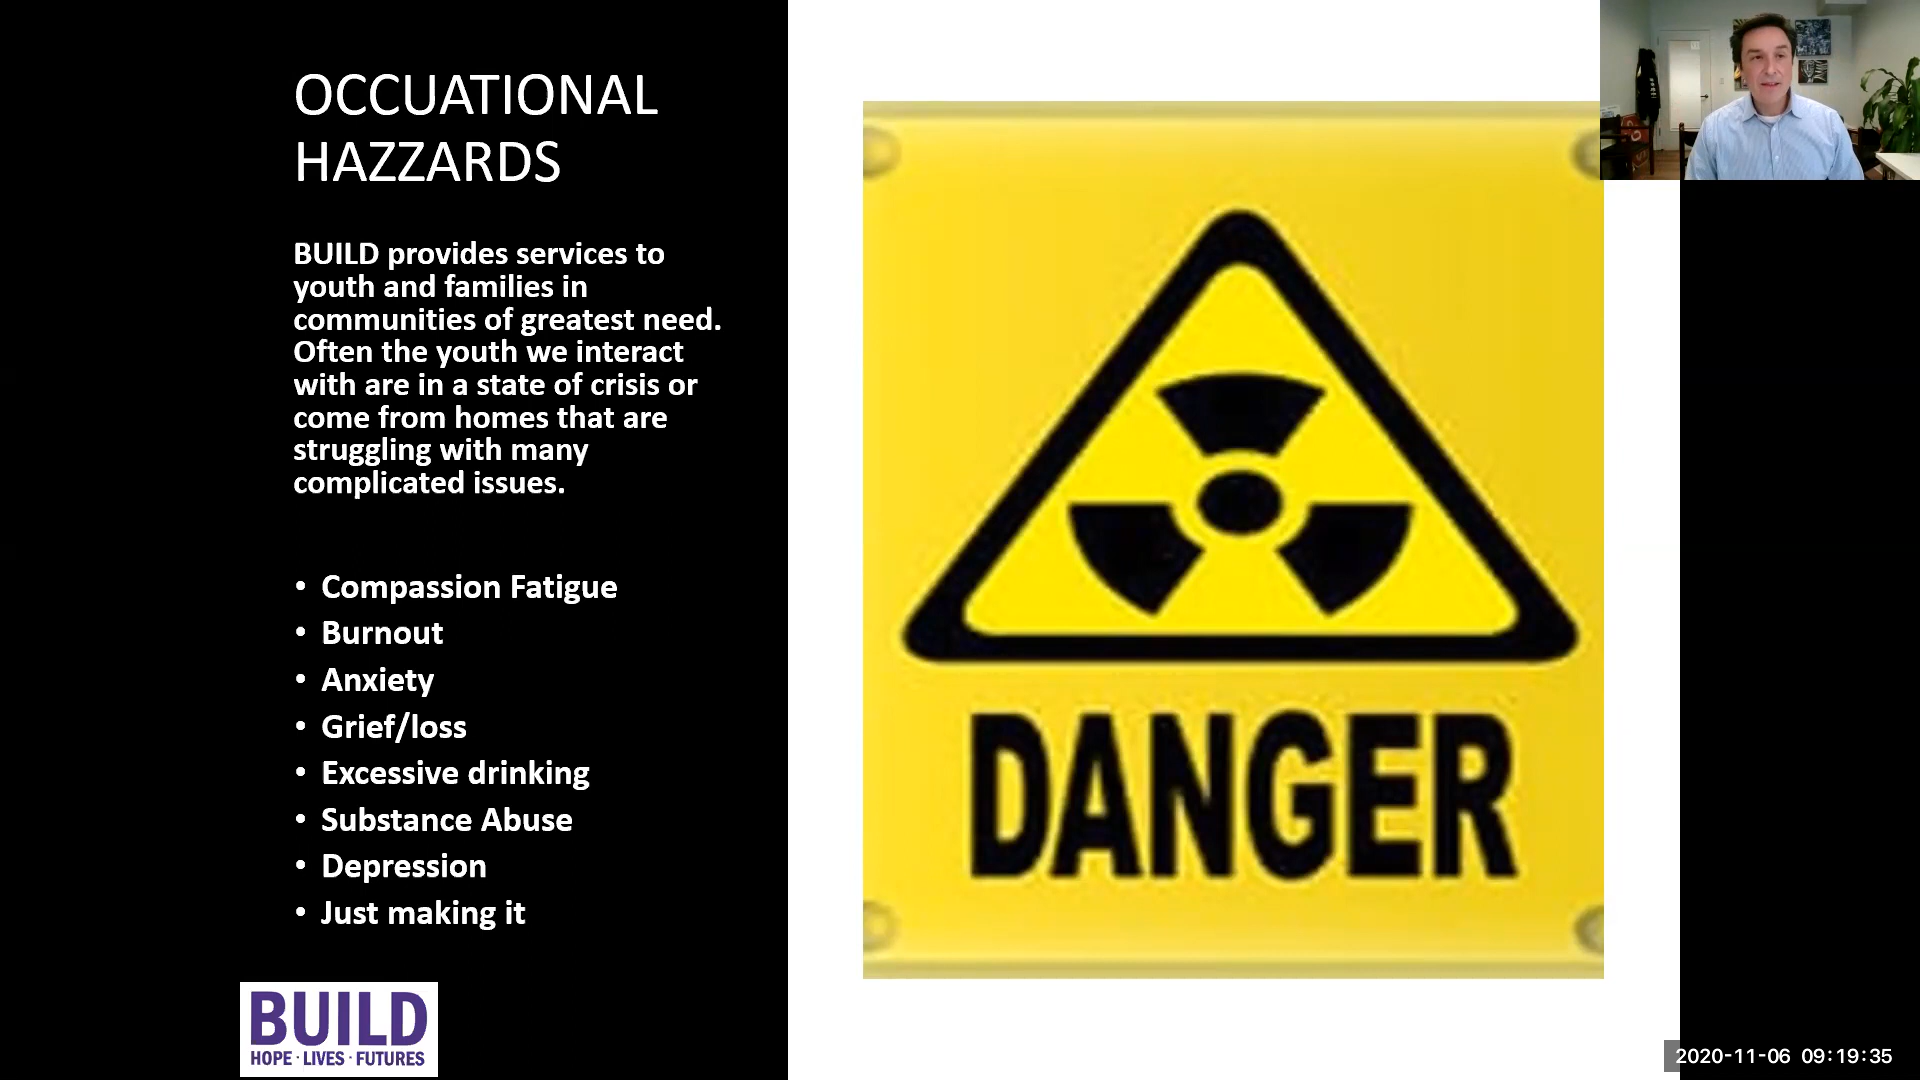 OCCUATIONAL
HAZZARDS
BUILD provides services to
youth and families in
communities of greatest need.
Often the youth we interact
with are in a state of crisis or
come from homes that are
struggling with many
complicated issues.
• Compassion Fatigue
• Burnout
• Anxiety
• Grief/loss
• Excessive drinking
• Substance Abuse
• Depression
• Just making it
BUILD
HOPE · LIVES · FUTURES
DANGER
2020-11-06 09:19:35